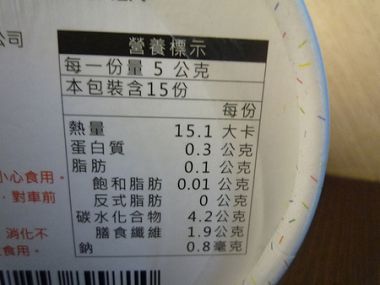 公司
營養標示
每一份量 5 公克
本包裝含15份
每份
熱量 15.1 大卡
蛋白質 0.3 公克
脂肪 0.1 公克
飽和脂肪 0.01 公克
反式脂肪 0 公克
碳水化合物 4.2公克
膳食纖維 1.9公克
鈉 0.8毫克
小心食用。
對車前
消化不
食用。